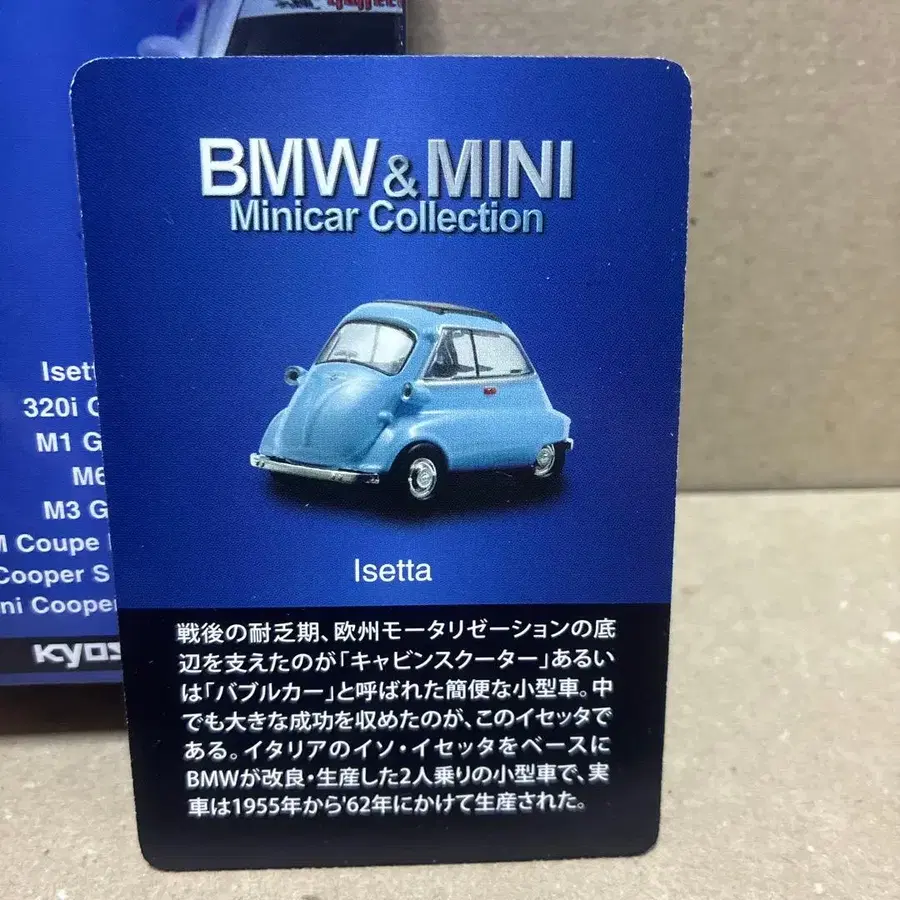 BMW & MINI
Minicar Collection
Isetta
戦後の耐乏期、欧州モータリゼーションの底
辺を支えたのが「キャビンスクーター」あるい
は「バブルカー」と呼ばれた簡便な小型車。中
でも大きな成功を収めたのが、このイセッタで
ある。イタリアのイソ・イセッタをベースに
BMWが改良・生産した2人乗りの小型車で、実
車は1955年から'62年にかけて生産された。
320i
M1
M3
Coupe
Cooper S
Cooper